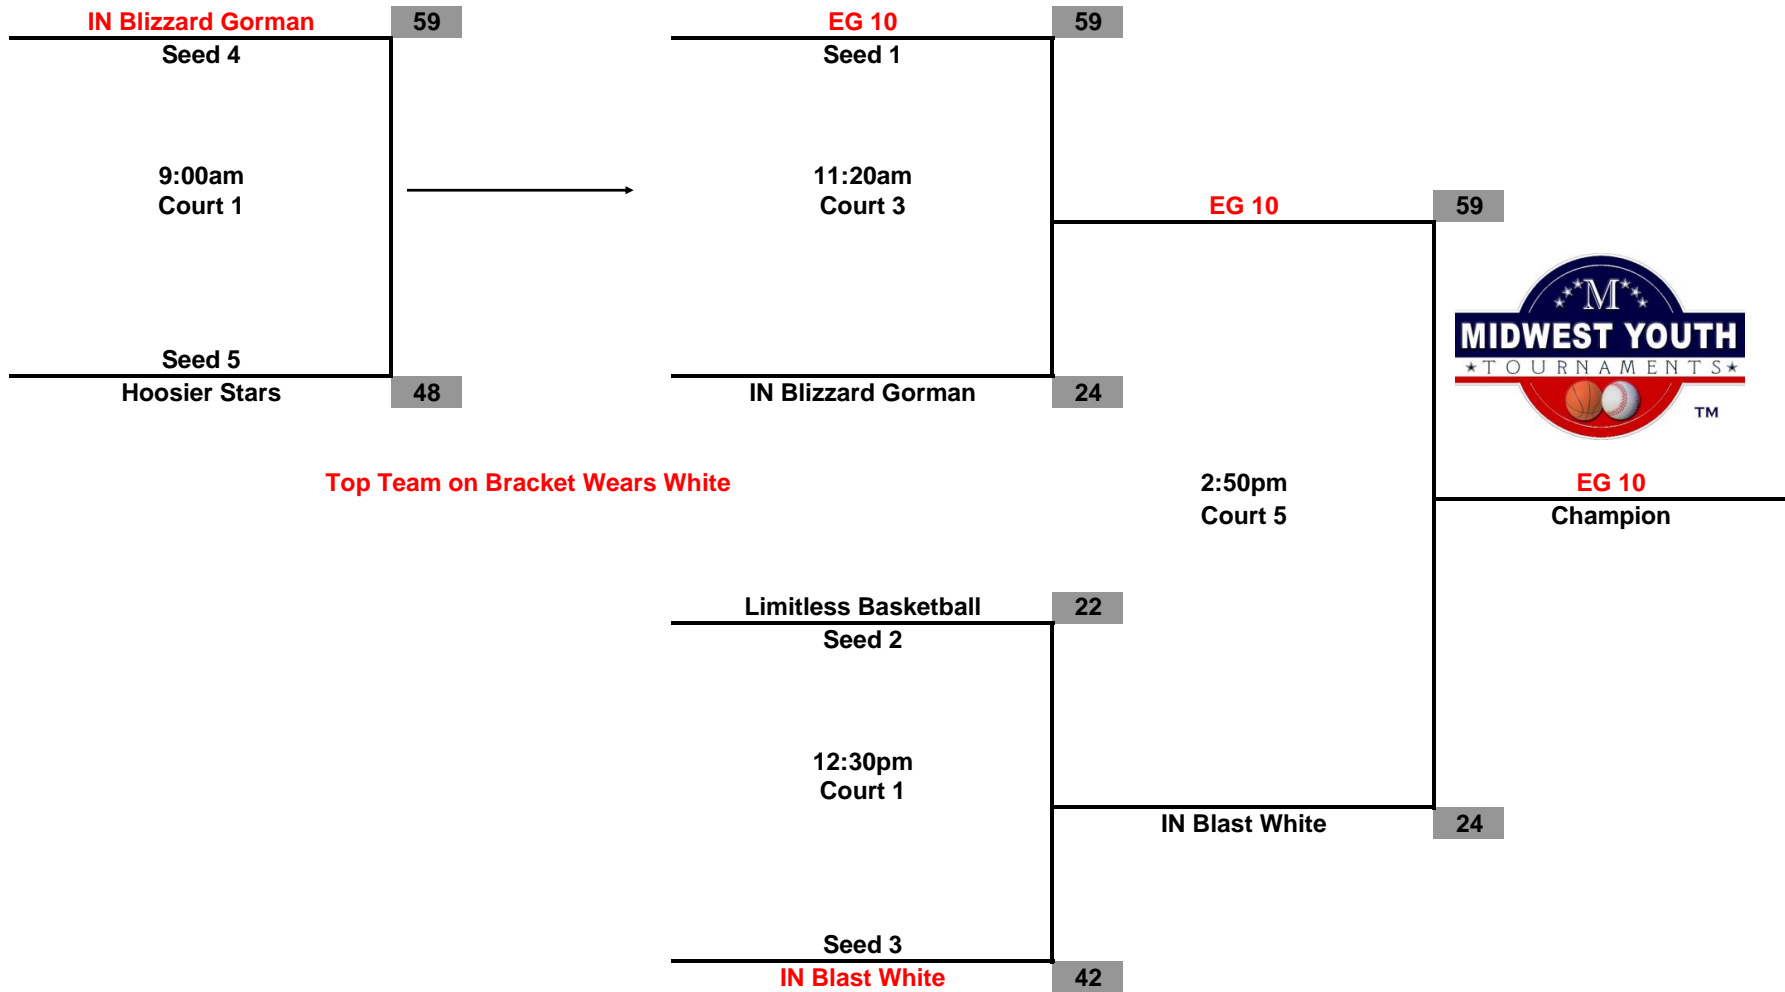 IN Blizzard Gorman 59
Seed 4
9:00am
Court 1
Seed 5
Hoosier Stars 48
EG 10 59
Seed 1
11:20am
Court 3
IN Blizzard Gorman 24
EG 10 59
M
MIDWEST YOUTH
★TOURNAMENTS★
TM
Top Team on Bracket Wears White
2:50pm
Court 5
EG 10
Champion
Limitless Basketball 22
Seed 2
12:30pm
Court 1
IN Blast White 24
Seed 3
IN Blast White 42